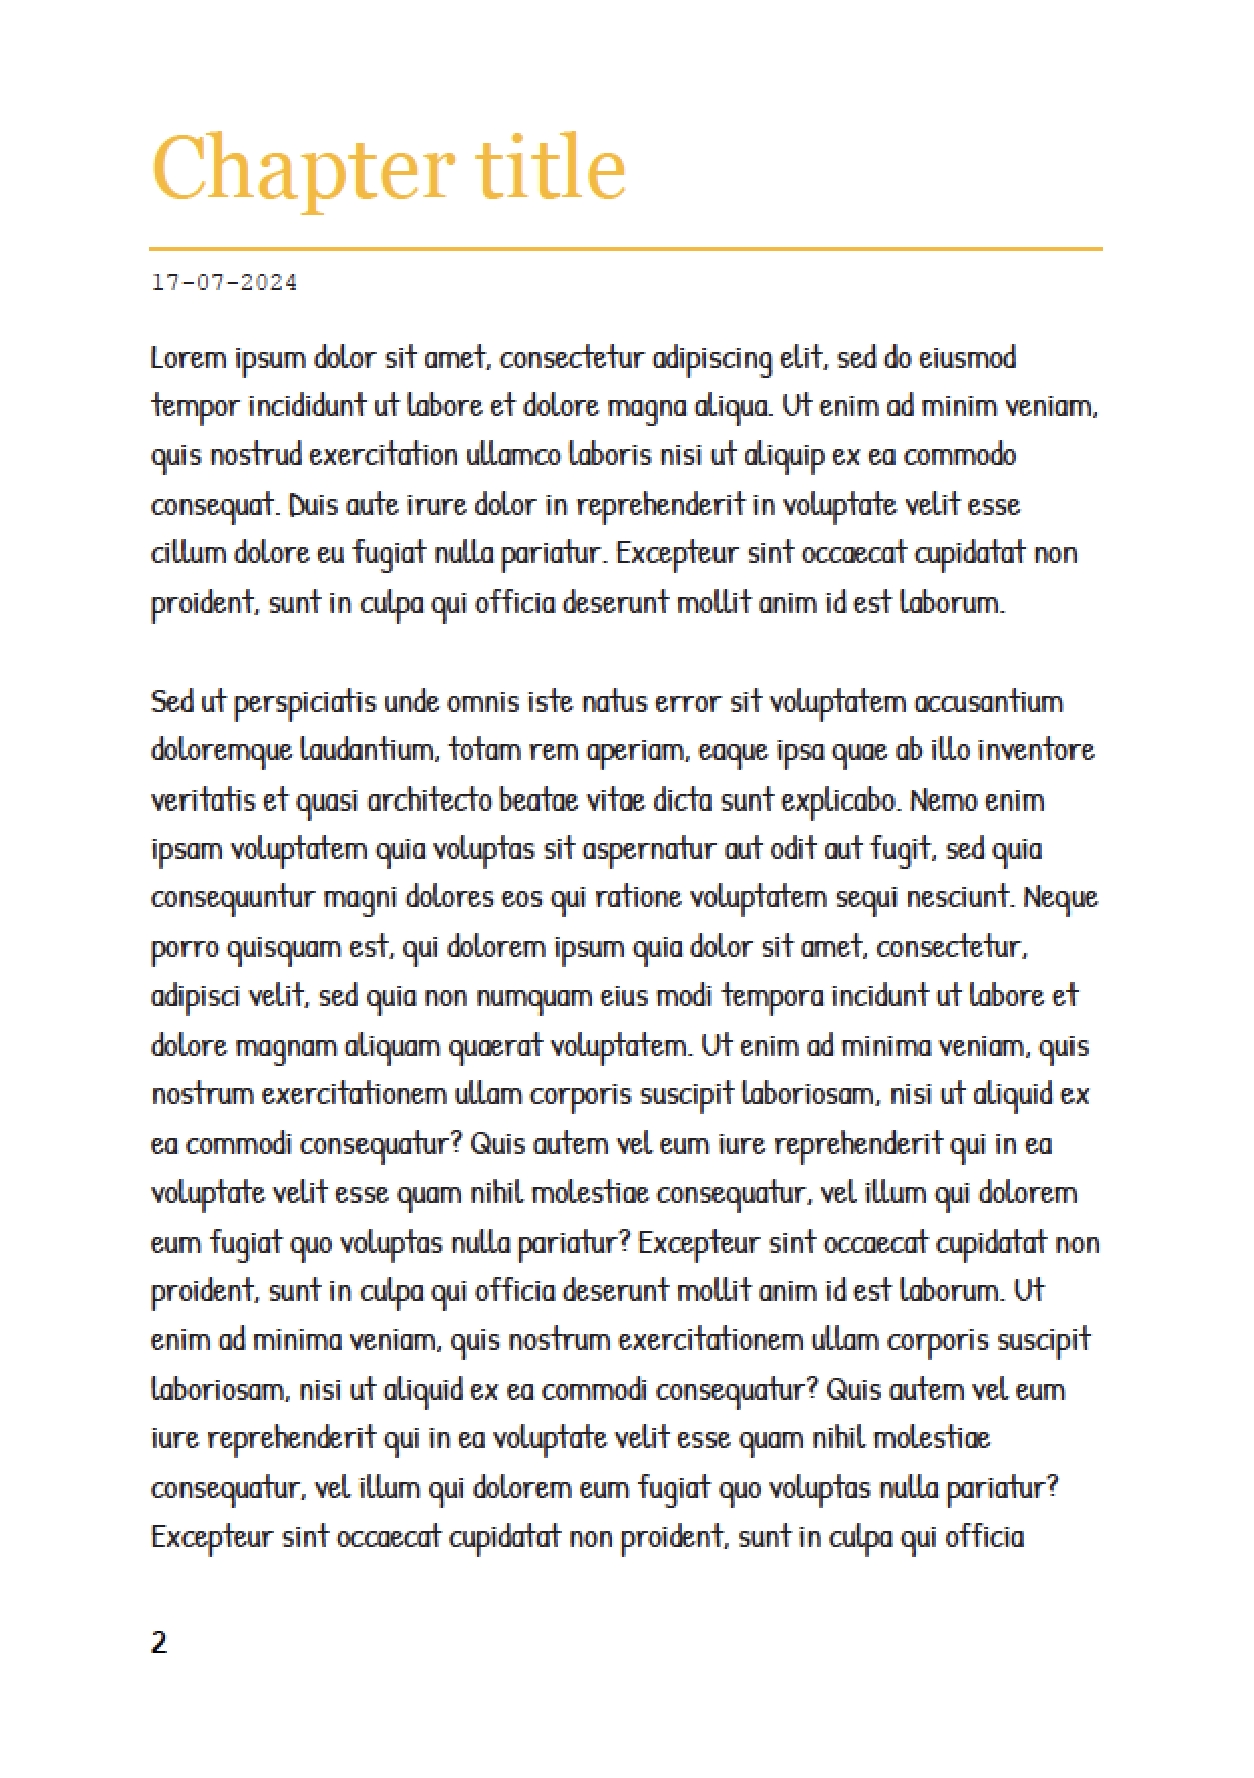 Chapter title
17-07-2024
Lorem ipsum dolor sit amet, consectetur adipiscing elit, sed do eiusmod
tempor incididunt ut labore et dolore magna aliqua. Ut enim ad minim veniam,
quis nostrud exercitation ullamco laboris nisi ut aliquip ex ea commodo
consequat. Duis aute irure dolor in reprehenderit in voluptate velit esse
cillum dolore eu fugiat nulla pariatur. Excepteur sint occaecat cupidatat non
proident, sunt in culpa qui officia deserunt mollit anim id est laborum.
Sed ut perspiciatis unde omnis iste natus error sit voluptatem accusantium
doloremque laudantium, totam rem aperiam, eaque ipsa quae ab illo inventore
veritatis et quasi architecto beatae vitae dicta sunt explicabo. Nemo enim
ipsam voluptatem quia voluptas sit aspernatur aut odit aut fugit, sed quia
consequuntur magni dolores eos qui ratione voluptatem sequi nesciunt. Neque
porro quisquam est, qui dolorem ipsum quia dolor sit amet, consectetur,
adipisci velit, sed quia non numquam eius modi tempora incidunt ut labore et
dolore magnam aliquam quaerat voluptatem. Ut enim ad minima veniam, quis
nostrum exercitationem ullam corporis suscipit laboriosam, nisi ut aliquid ex
ea commodi consequatur? Quis autem vel eum iure reprehenderit qui in ea
voluptate velit esse quam nihil molestiae consequatur, vel illum qui dolorem
eum fugiat quo voluptas nulla pariatur? Excepteur sint occaecat cupidatat non
proident, sunt in culpa qui officia deserunt mollit anim id est laborum. Ut
enim ad minima veniam, quis nostrum exercitationem ullam corporis suscipit
laboriosam, nisi ut aliquid ex ea commodi consequatur? Quis autem vel eum
iure reprehenderit qui in ea voluptate velit esse quam nihil molestiae
consequatur, vel illum qui dolorem eum fugiat quo voluptas nulla pariatur?
Excepteur sint occaecat cupidatat non proident, sunt in culpa qui officia
2